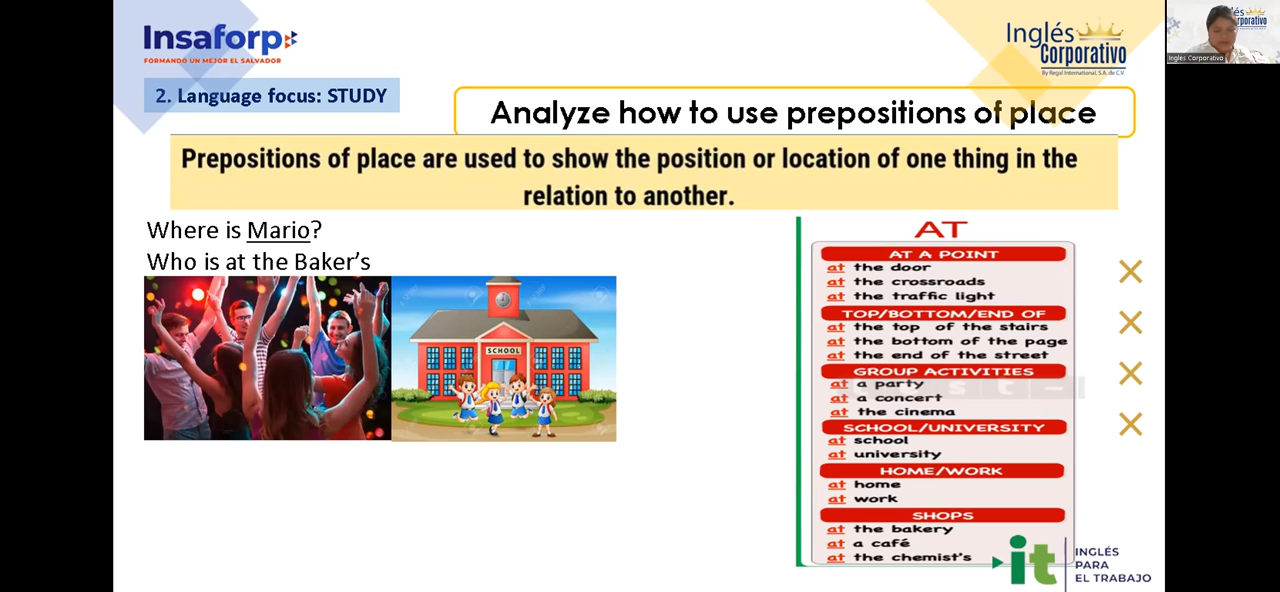 Insaforp
FORMANDO UN MEJOR EL SALVADOR
Inglés
Corporativo
By Regal International, S.A. de C.V.
2. Language focus: STUDY
Analyze how to use prepositions of place
Prepositions of place are used to show the position or location of one thing in the
relation to another.
Where is Mario?
Who is at the Baker's
SCHOOL
AT
AT A POINT
at the door
at the crossroads
at the traffic light
TOP/BOTTOM/END OF
at the top of the stairs
at the bottom of the page
at the end of the street
GROUP ACTIVITIES
at a party
at a concert
at the cinema
SCHOOL/UNIVERSITY
at school
at university
HOME/WORK
at home
at work
SHOPS
at the bakery
at a café
at the chemist's
it
INGLÉS
PARA
EL TRABAJO
Ingles Corporativo